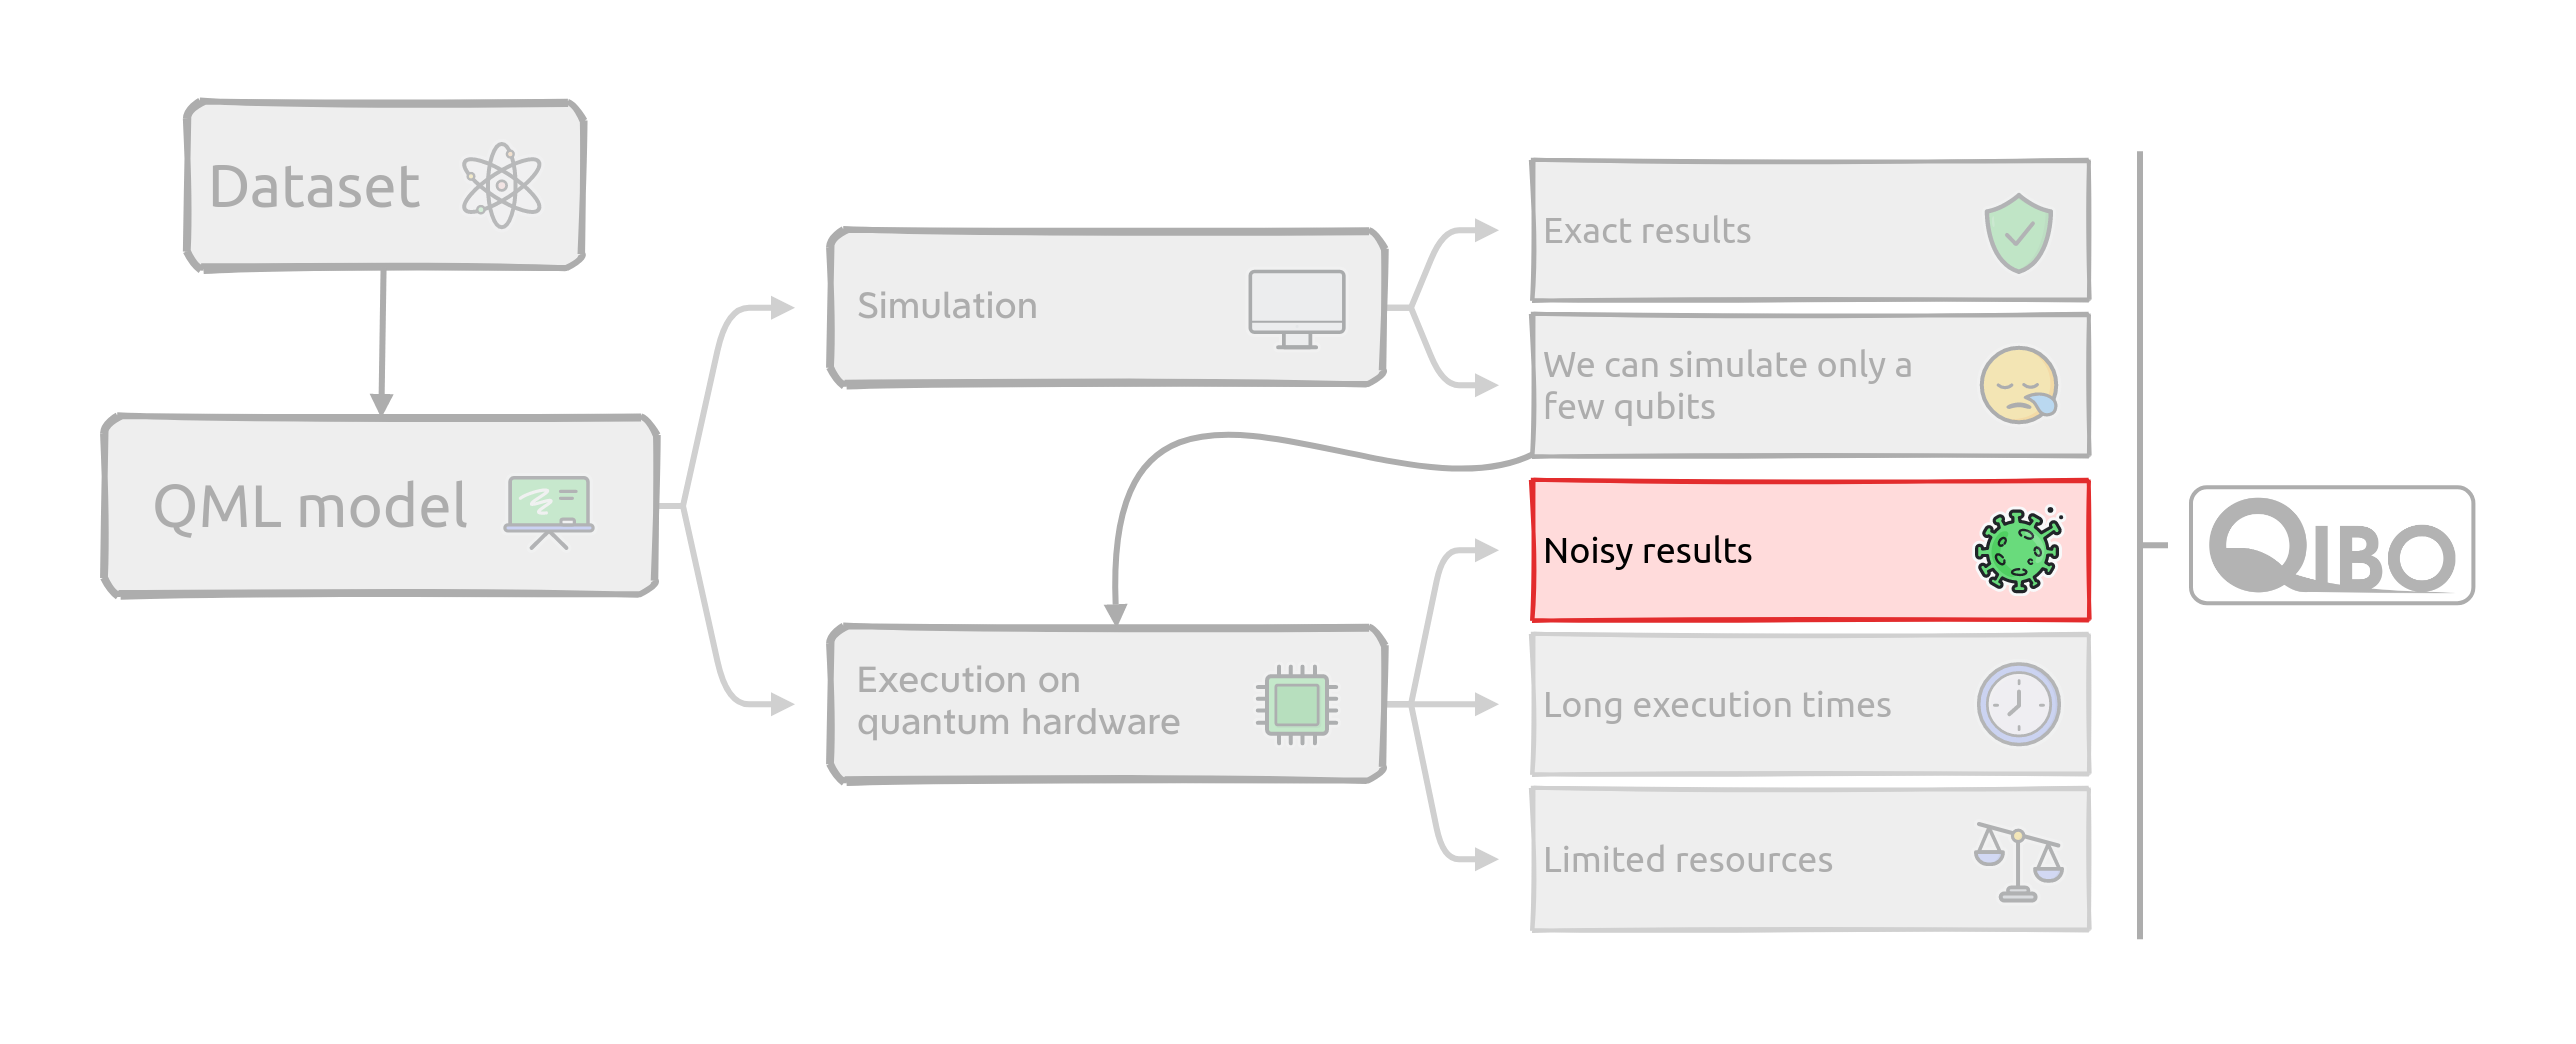 Dataset
QML model
Simulation
Execution on
quantum hardware
Exact results
We can simulate only a
few qubits
Noisy results
Long execution times
Limited resources
QIBO